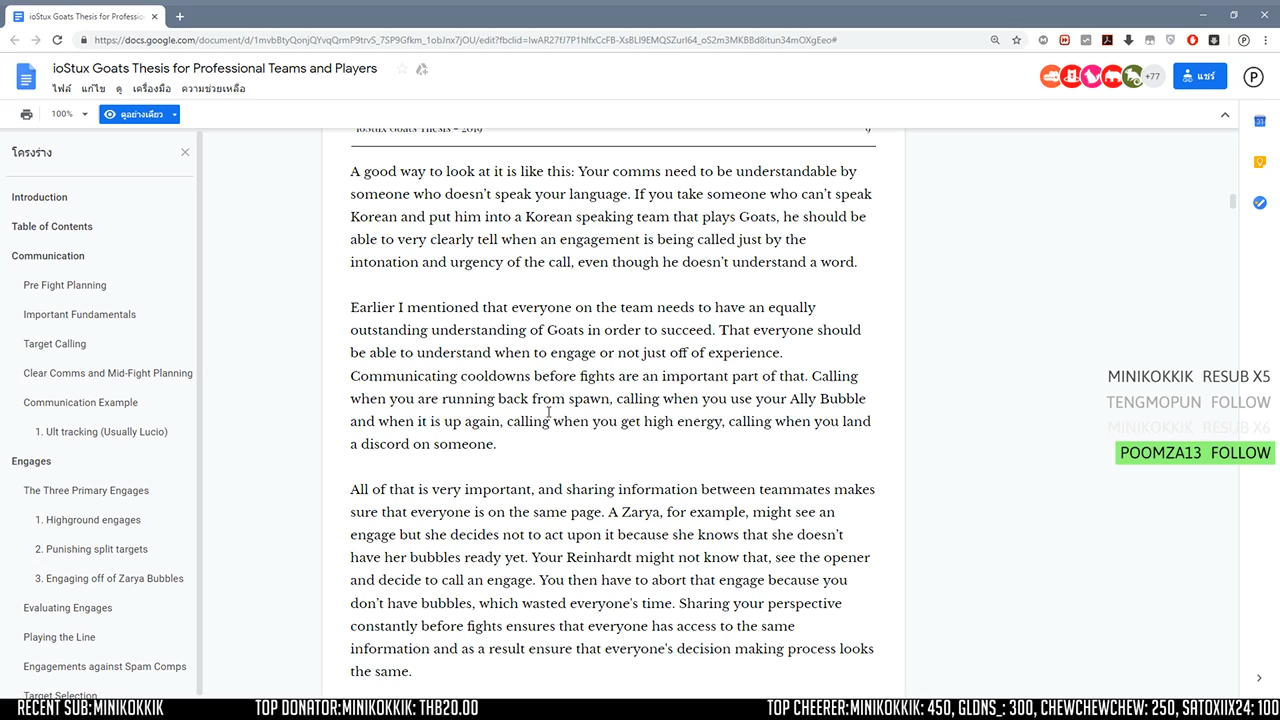 ioStux Goats Thesis for Professio
https://docs.google.com/document/d/1mvbBtyQonjQYvqQrmP9trvS_7SP9Gfkm_1obJnx7jOU/edit?fbclid=IwAR27fJ7P1hIfxCcFB-XsBLI9EMQSZurl64_oS2m3MKBBd8itun34mOXgEeo#
ioStux Goats Thesis for Professional Teams and Players
+77
แชร์
P
ไฟล์ แก้ไข ดู เครื่องมือ ความช่วยเหลือ
100%
ดูอย่างเดียว
โครงร่าง
Introduction
Table of Contents
Communication
Pre Fight Planning
Important Fundamentals
Target Calling
Clear Comms and Mid-Fight Planning
Communication Example
1. Ult tracking (Usually Lucio)
Engages
The Three Primary Engages
1. Highground engages
2. Punishing split targets
3. Engaging off of Zarya Bubbles
Evaluating Engages
Playing the Line
Engagements against Spam Comps
Target Selection
ioStux Goats Thesis - 2019 9
A good way to look at it is like this: Your comms need to be understandable by
someone who doesn't speak your language. If you take someone who can't speak
Korean and put him into a Korean speaking team that plays Goats, he should be
able to very clearly tell when an engagement is being called just by the
intonation and urgency of the call, even though he doesn't understand a word.
Earlier I mentioned that everyone on the team needs to have an equally
outstanding understanding of Goats in order to succeed. That everyone should
be able to understand when to engage or not just off of experience.
Communicating cooldowns before fights are an important part of that. Calling
when you are running back from spawn, calling when you use your Ally Bubble
and when it is up again, calling when you get high energy, calling when you land
a discord on someone.
All of that is very important, and sharing information between teammates makes
sure that everyone is on the same page. A Zarya, for example, might see an
engage but she decides not to act upon it because she knows that she doesn't
have her bubbles ready yet. Your Reinhardt might not know that, see the opener
and decide to call an engage. You then have to abort that engage because you
don't have bubbles, which wasted everyone's time. Sharing your perspective
constantly before fights ensures that everyone has access to the same
information and as a result ensure that everyone's decision making process looks
the same.
MINIKOKKIK RESUB X5
TENGMOPUN FOLLOW
MINIKOKKIK RESUB X6
POOMZA13 FOLLOW
RECENT SUB:MINIKOKKIK TOP DONATOR:MINIKOKKIK: THB20.00 TOP CHEERER:MINIKOKKIK: 450, GLDNS_: 300, CHEWCHEWCHEW: 250, SATOXIIX24: 100